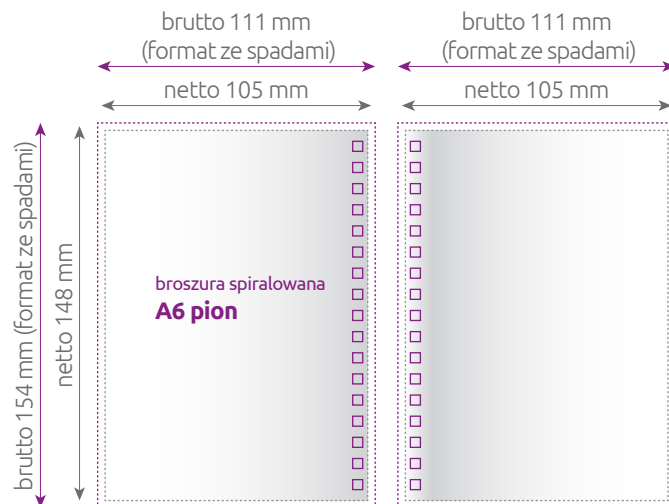 brutto 111 mm
(format ze spadami)
netto 105 mm
brutto 111 mm
(format ze spadami)
netto 105 mm
brutto 154 mm (format ze spadami)
netto 148 mm
broszura spiralowana
A6 pion